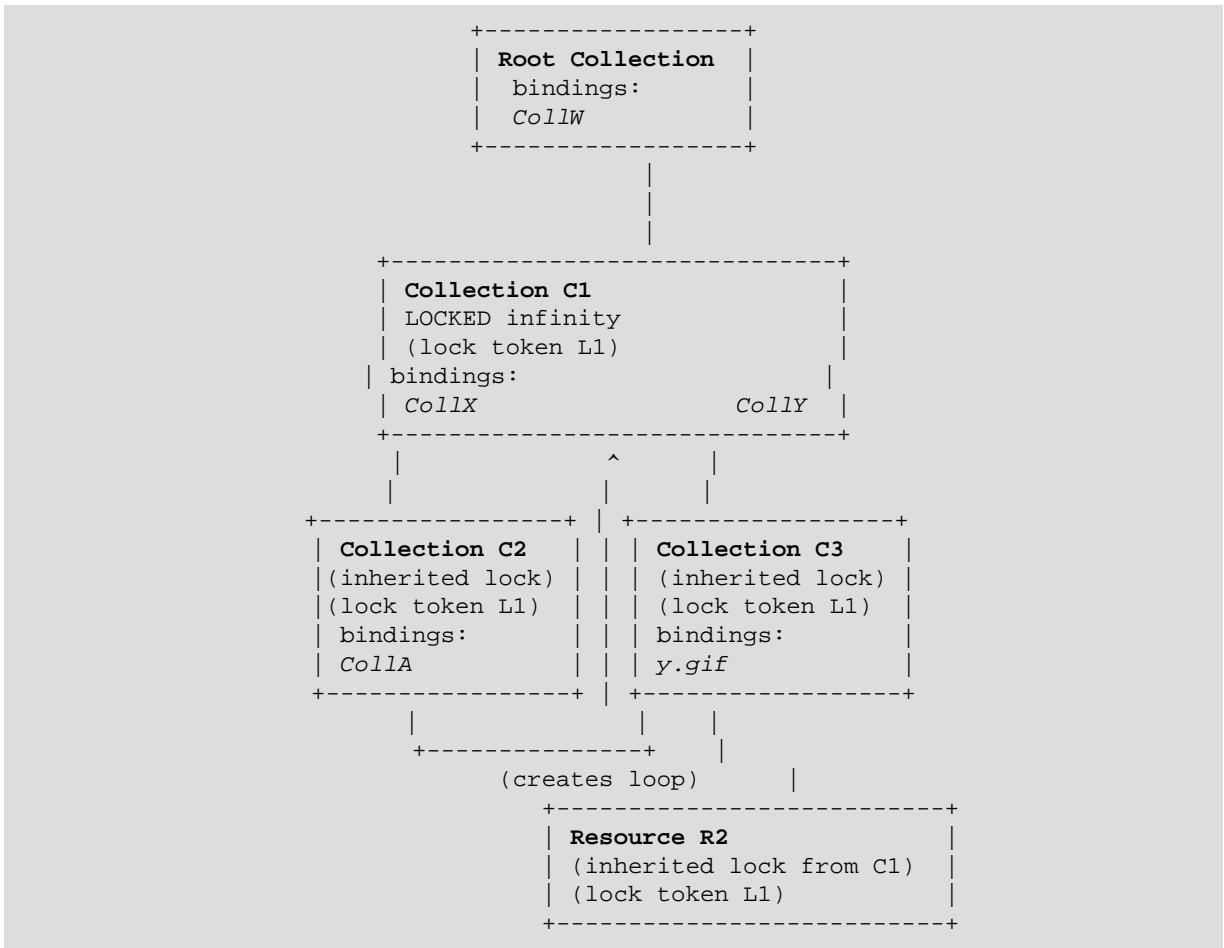 +------------------+
| Root Collection  |
|  bindings:       |
|  CollW           |
+------------------+
|
|
|
+-------------------------------+
| Collection C1                 |
| LOCKED infinity               |
| (lock token L1)               |
| bindings:                     |
| CollX                  CollY  |
+-------------------------------+
|              ^      |
|              |      |
+-----------------+ | +------------------+
| Collection C2   | | | Collection C3    |
|(inherited lock) | | | (inherited lock) |
|(lock token L1)  | | | (lock token L1)  |
| bindings:       | | | bindings:        |
| CollA           | | | y.gif            |
+-----------------+ | +------------------+
|               |    |
+---------------+    |
(creates loop)      |
+---------------------------+
| Resource R2               |
| (inherited lock from C1)  |
| (lock token L1)           |
+---------------------------+